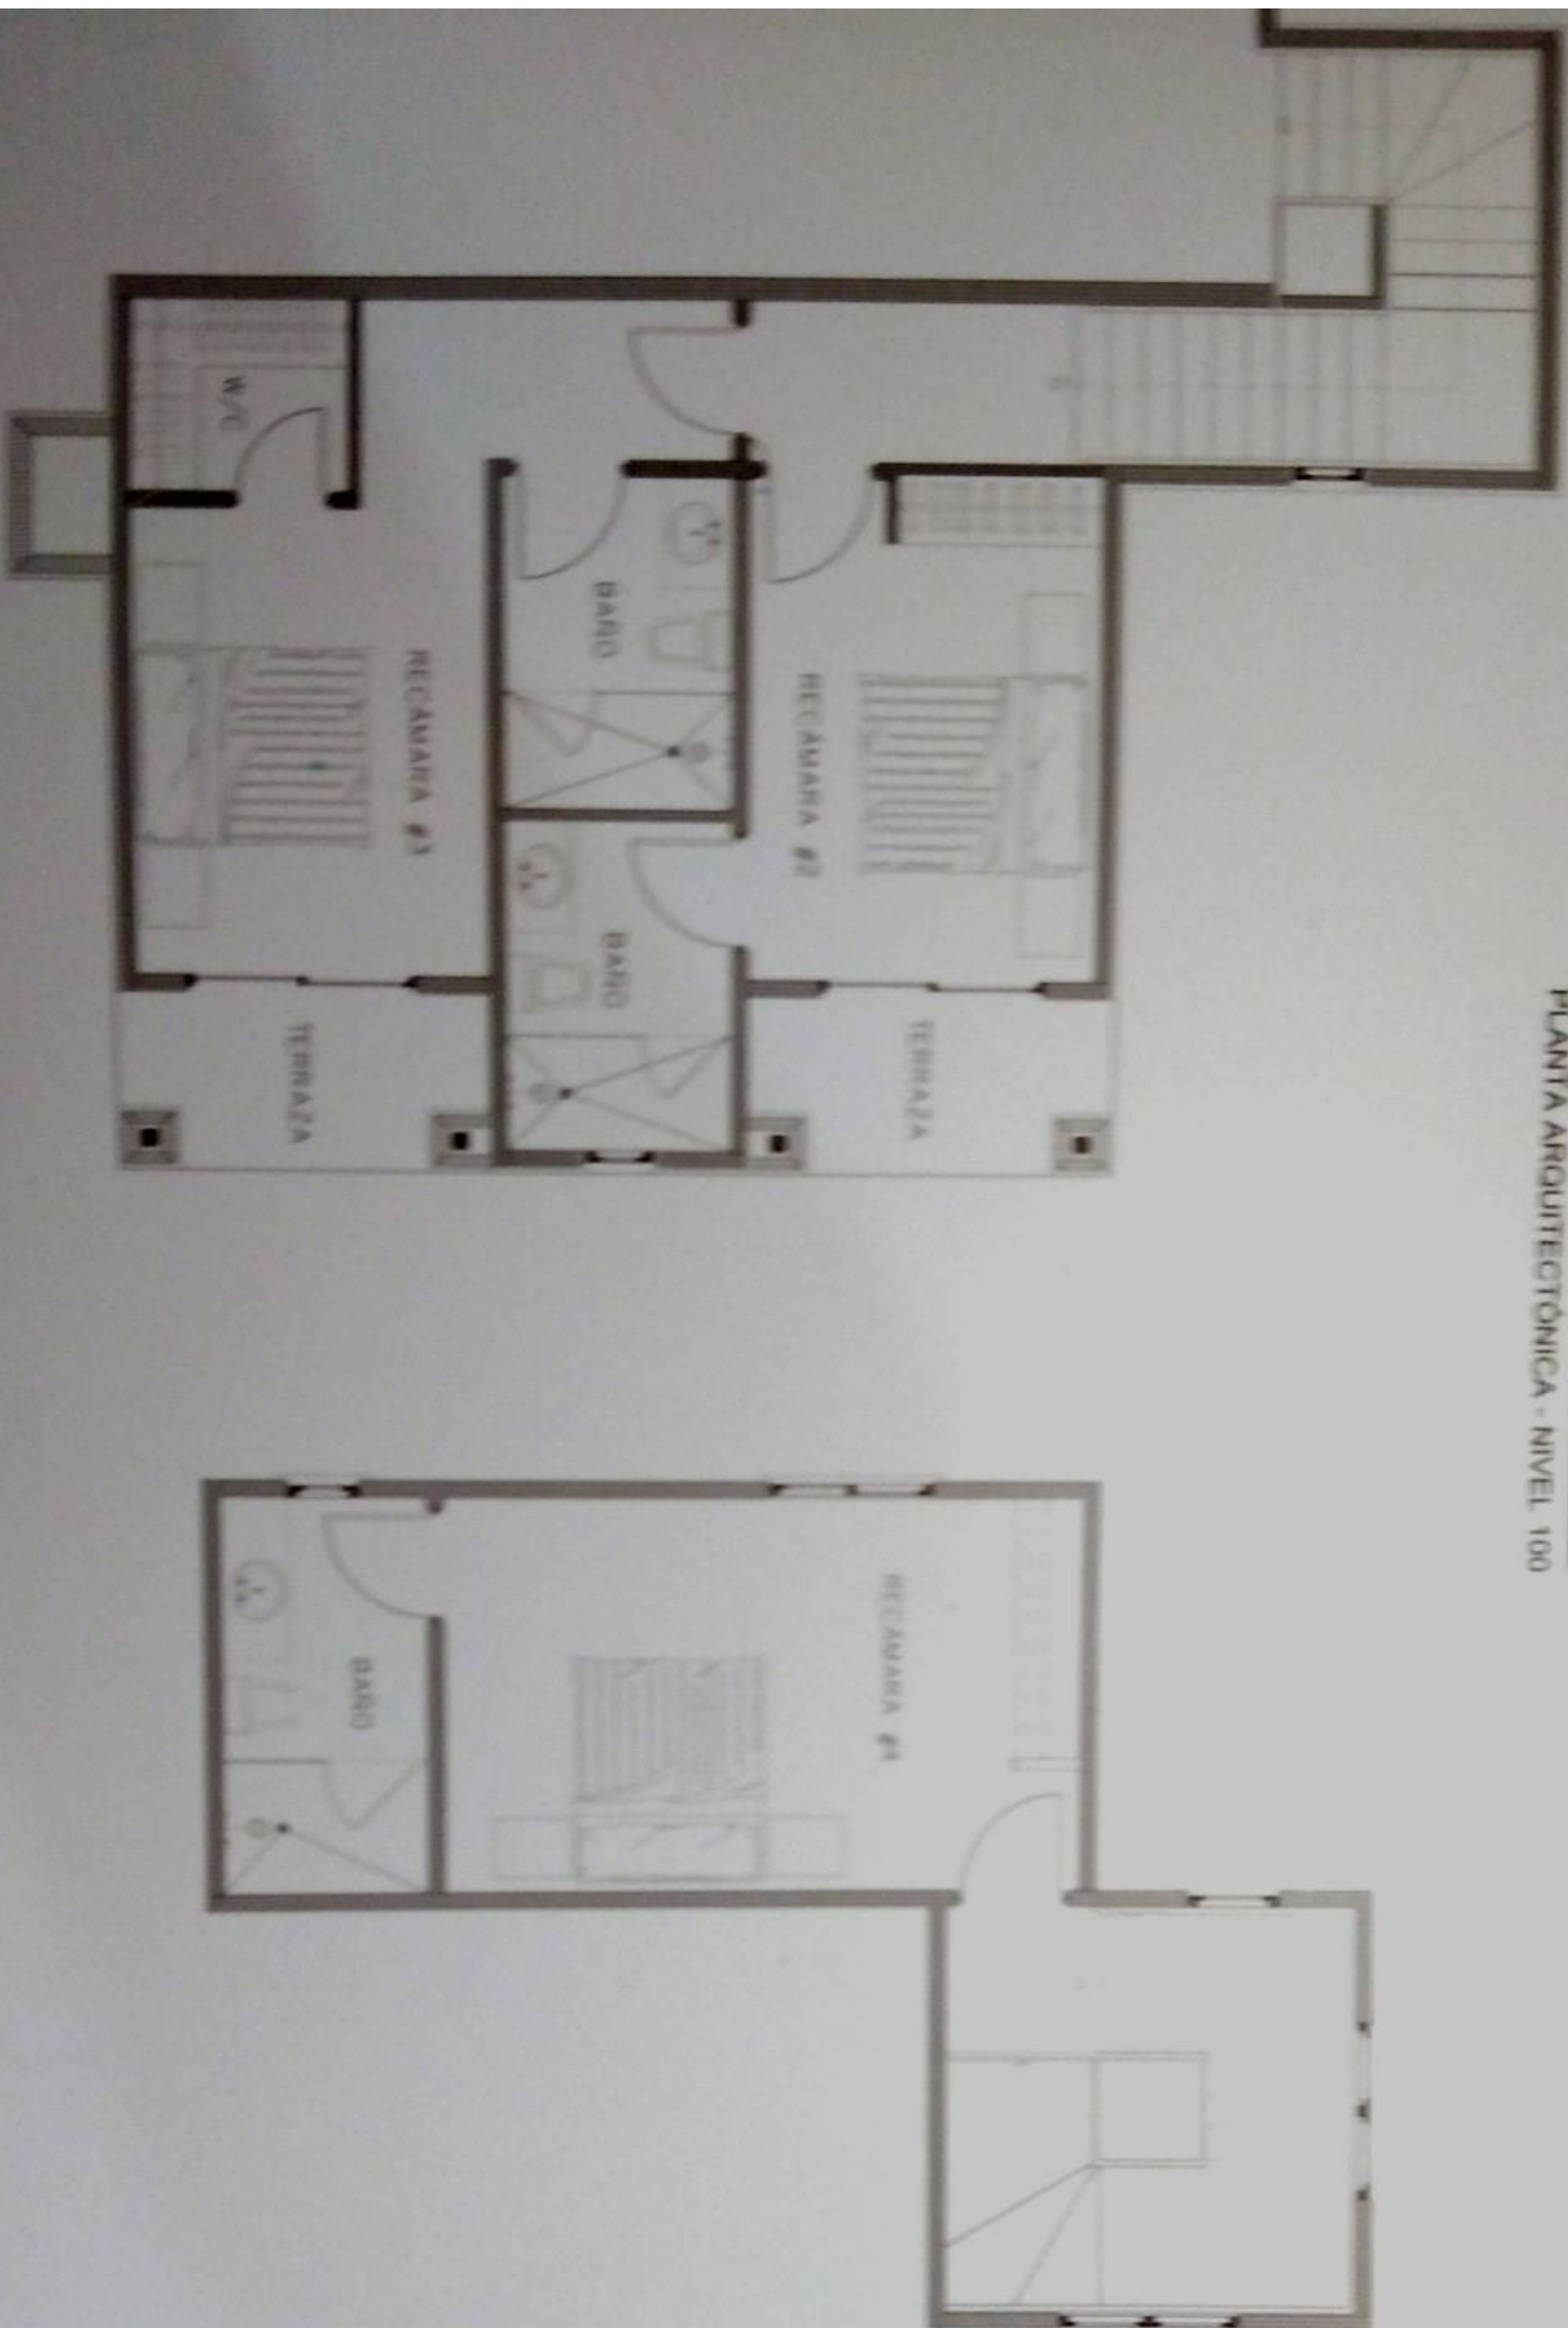 PLANTA ARQUITECTÓNICA - NIVEL 100
W/C
BAÑO
RECÁMARA #3
RECÁMARA #2
BAÑO
TERRAZA
TERRAZA
RECÁMARA #4
BAÑO